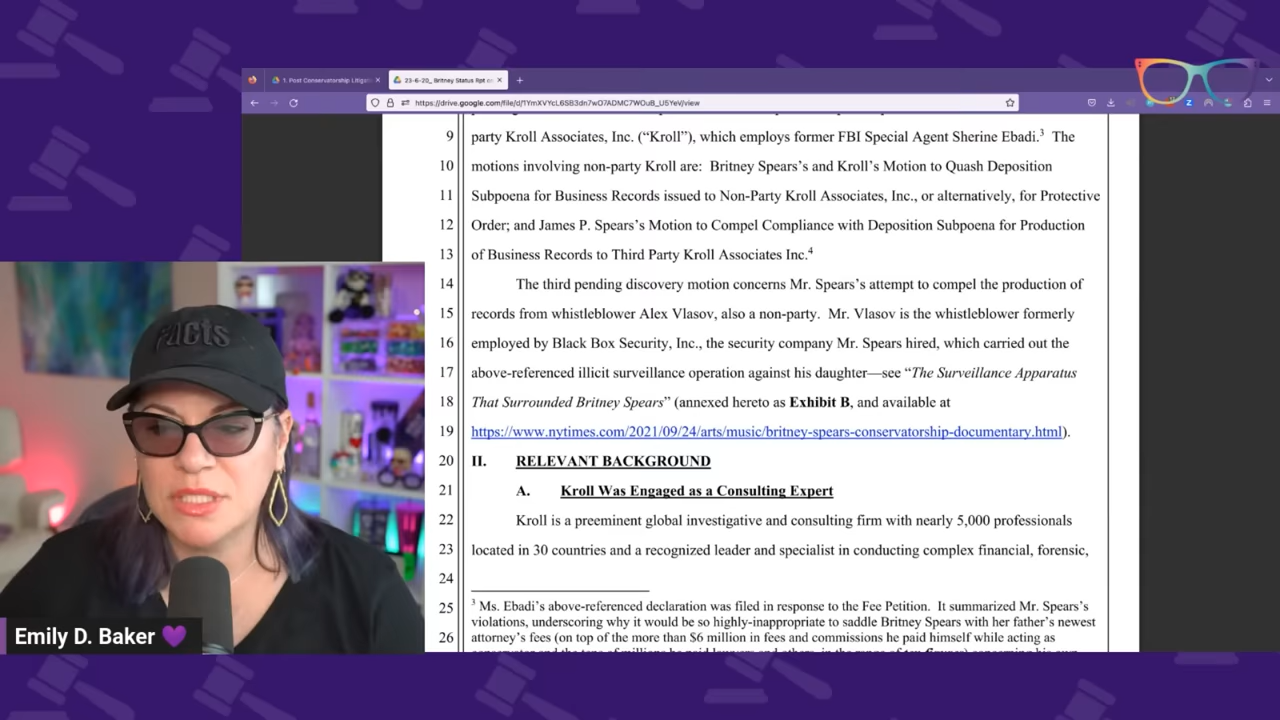 1. Post Conservatorship Litiga
23-6-20_ Britney Status Rpt on
party Kroll Associates, Inc. (“Kroll”), which employs former FBI Special Agent Sherine Ebadi.3 The
9
motions involving non-party Kroll are: Britney Spears’s and Kroll’s Motion to Quash Deposition
10
Subpoena for Business Records issued to Non-Party Kroll Associates, Inc., or alternatively, for Protective
11
Order; and James P. Spears’s Motion to Compel Compliance with Deposition Subpoena for Production
12
of Business Records to Third Party Kroll Associates Inc.4
13
The third pending discovery motion concerns Mr. Spears’s attempt to compel the production of
14
records from whistleblower Alex Vlasov, also a non-party. Mr. Vlasov is the whistleblower formerly
15
employed by Black Box Security, Inc., the security company Mr. Spears hired, which carried out the
16
above-referenced illicit surveillance operation against his daughter—see “The Surveillance Apparatus
17
That Surrounded Britney Spears” (annexed hereto as Exhibit B, and available at
18
https://www.nytimes.com/2021/09/24/arts/music/britney-spears-conservatorship-documentary.html).
19
II. RELEVANT BACKGROUND
20
A. Kroll Was Engaged as a Consulting Expert
21
Kroll is a preeminent global investigative and consulting firm with nearly 5,000 professionals
22
located in 30 countries and a recognized leader and specialist in conducting complex financial, forensic,
23
24
3 Ms. Ebadi’s above-referenced declaration was filed in response to the Fee Petition. It summarized Mr. Spears’s
25
violations, underscoring why it would be so highly-inappropriate to saddle Britney Spears with her father’s newest
attorney’s fees (on top of the more than $6 million in fees and commissions he paid himself while acting as
26
facts
Emily D. Baker